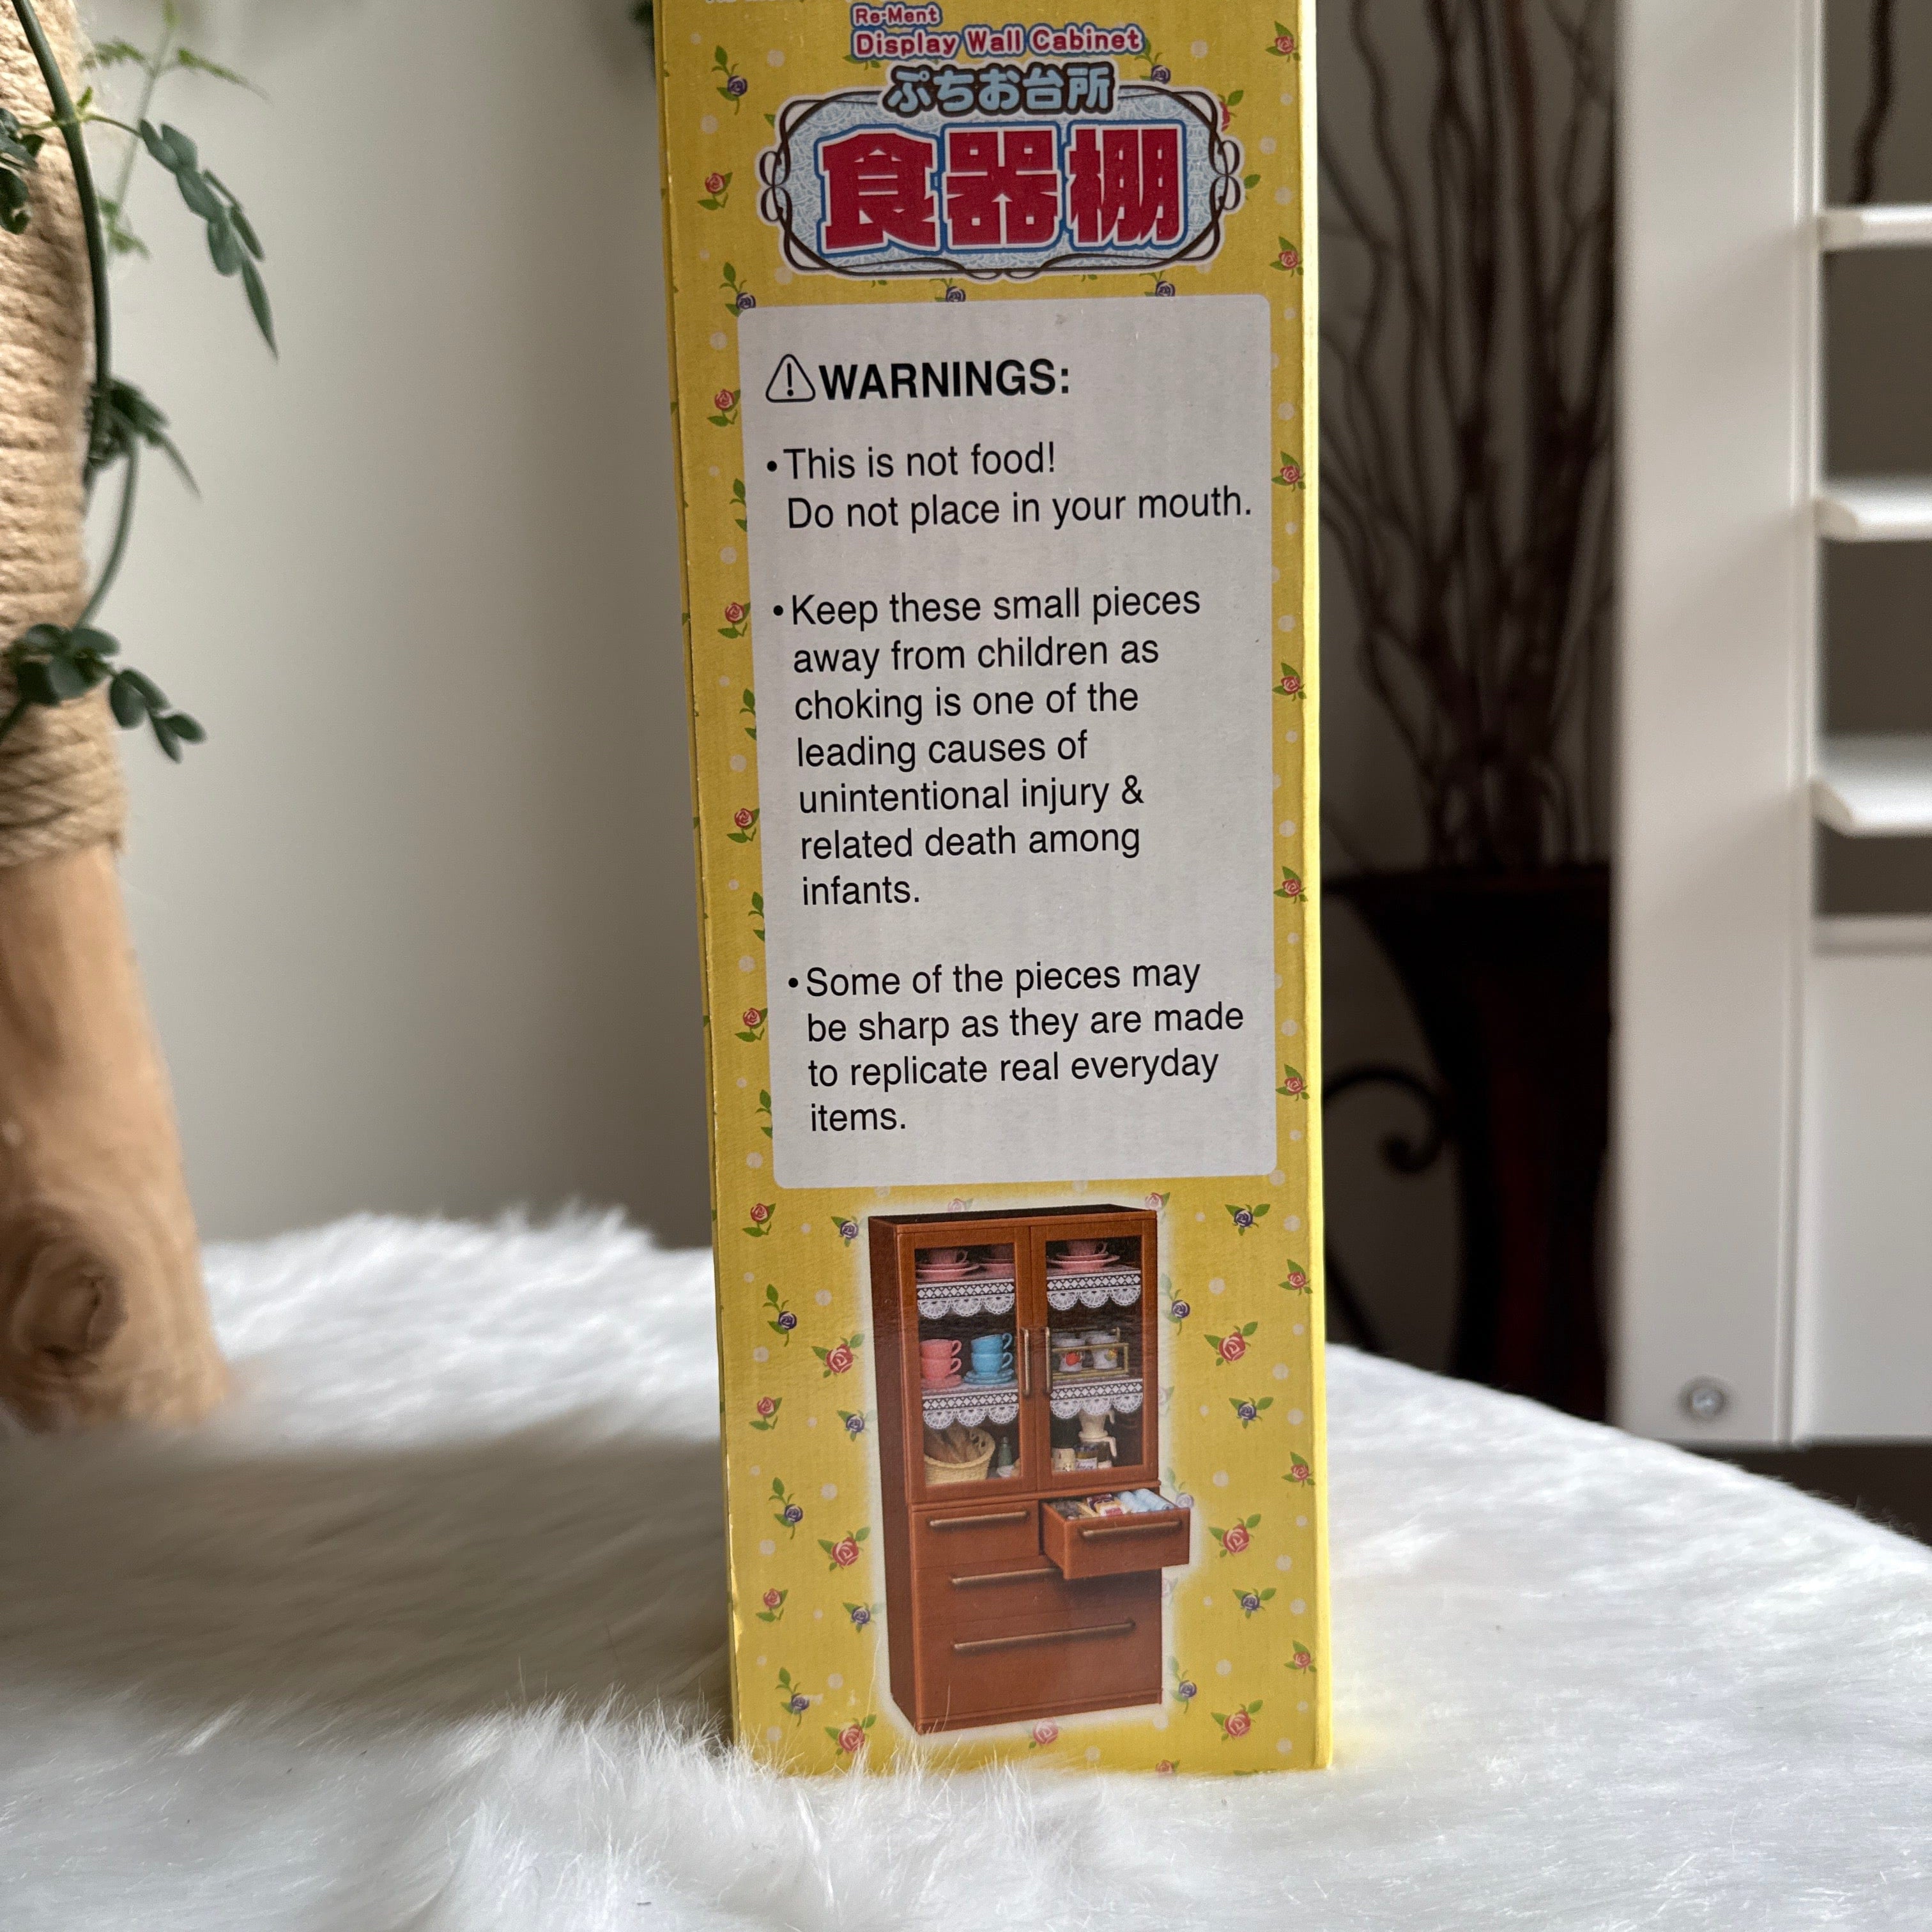 Re-Ment
Display Wall Cabinet
ぷちお台所
食器棚
⚠WARNINGS:
•This is not food!
Do not place in your mouth.
•Keep these small pieces
away from children as
choking is one of the
leading causes of
unintentional injury &
related death among
infants.
•Some of the pieces may
be sharp as they are made
to replicate real everyday
items.